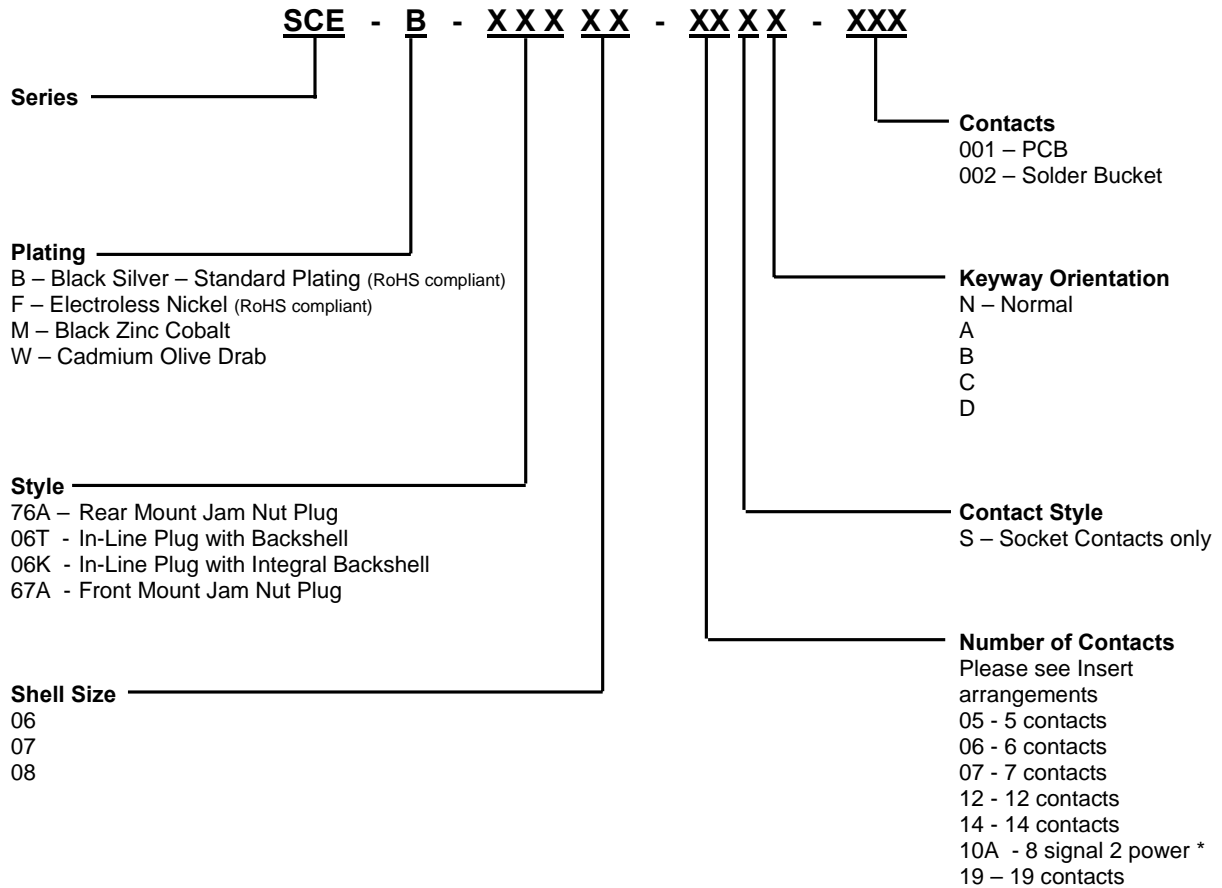 SCE - B - X X X X X - XX X X - XXX
Series
Contacts
001 – PCB
002 – Solder Bucket
Plating
B – Black Silver – Standard Plating (RoHS compliant)
F – Electroless Nickel (RoHS compliant)
M – Black Zinc Cobalt
W – Cadmium Olive Drab
Keyway Orientation
N – Normal
A
B
C
D
Style
76A – Rear Mount Jam Nut Plug
06T - In-Line Plug with Backshell
06K - In-Line Plug with Integral Backshell
67A - Front Mount Jam Nut Plug
Contact Style
S – Socket Contacts only
Shell Size
06
07
08
Number of Contacts
Please see Insert
arrangements
05 - 5 contacts
06 - 6 contacts
07 - 7 contacts
12 - 12 contacts
14 - 14 contacts
10A - 8 signal 2 power *
19 – 19 contacts